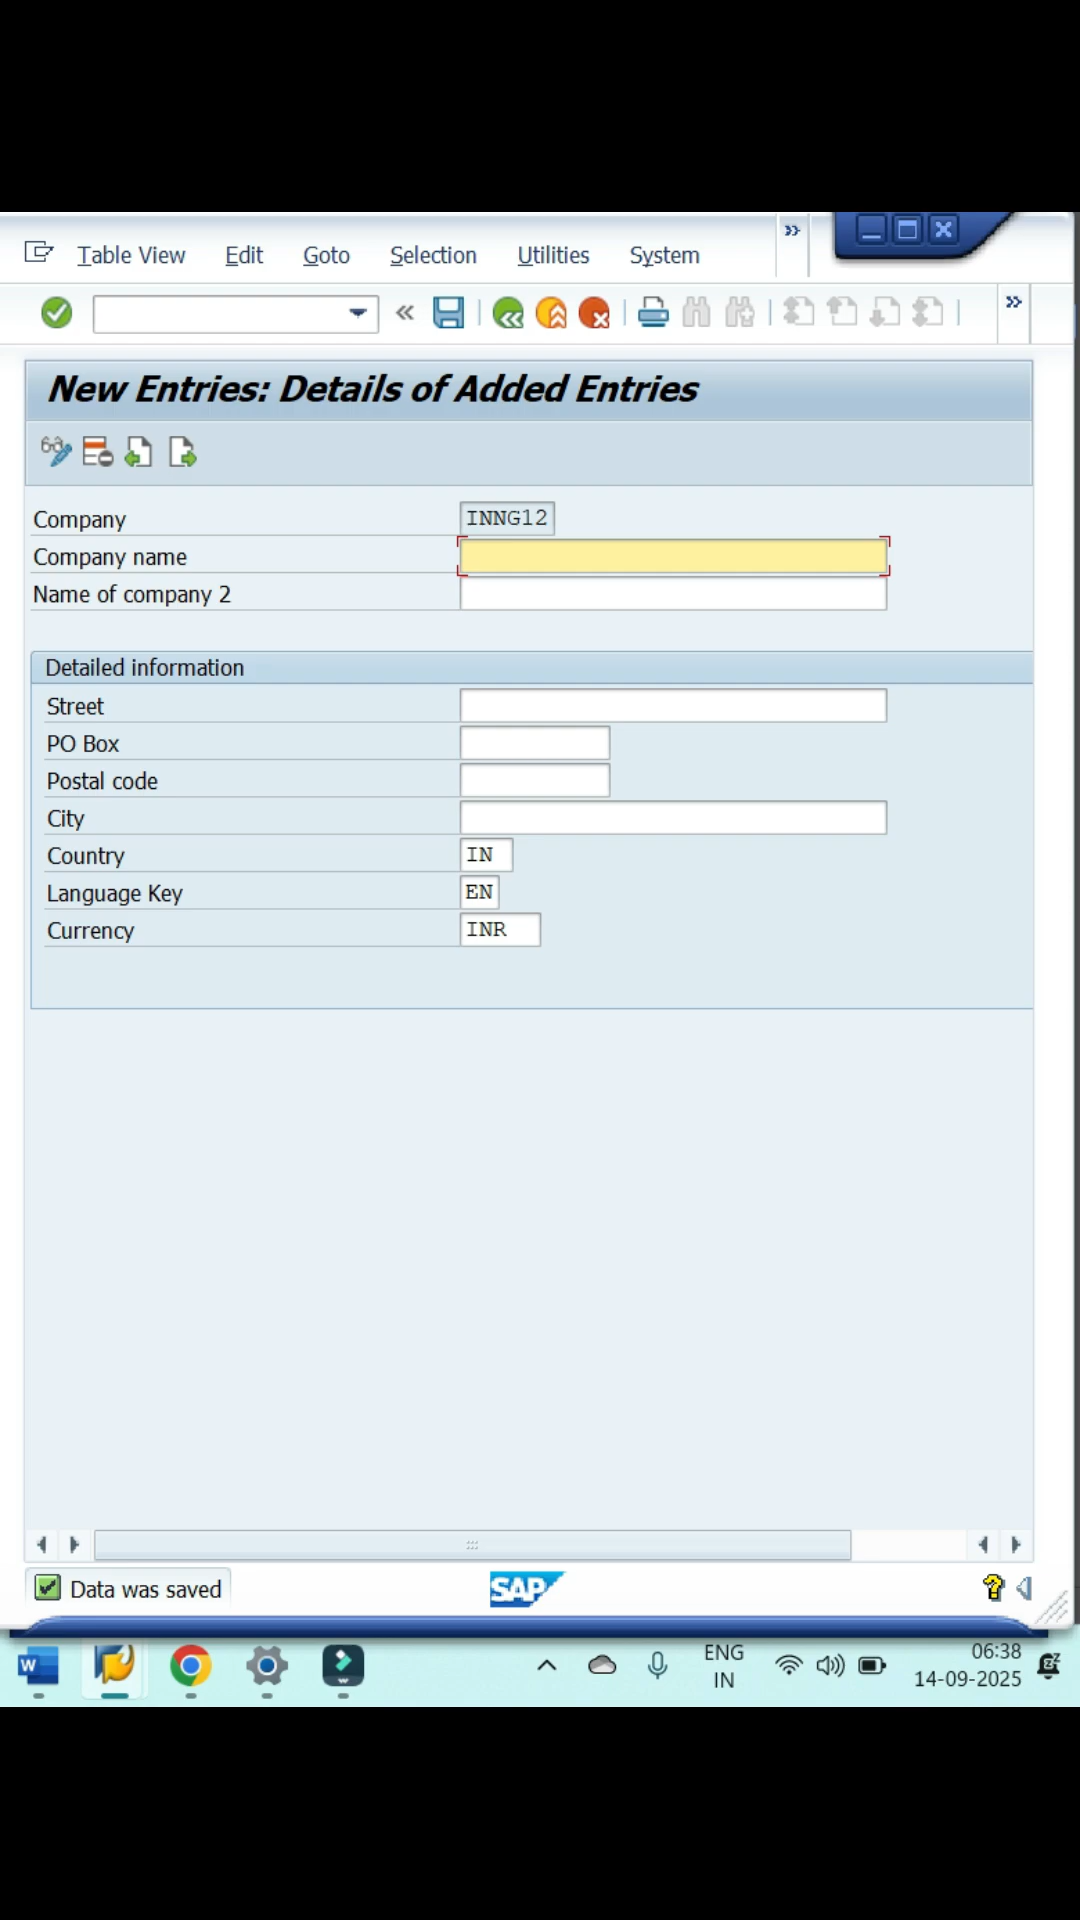 Table View Edit Goto Selection Utilities System
New Entries: Details of Added Entries
Company INNG12
Company name
Name of company 2
Detailed information
Street
PO Box
Postal code
City
Country IN
Language Key EN
Currency INR
Data was saved SAP
ENG 06:38
IN 14-09-2025